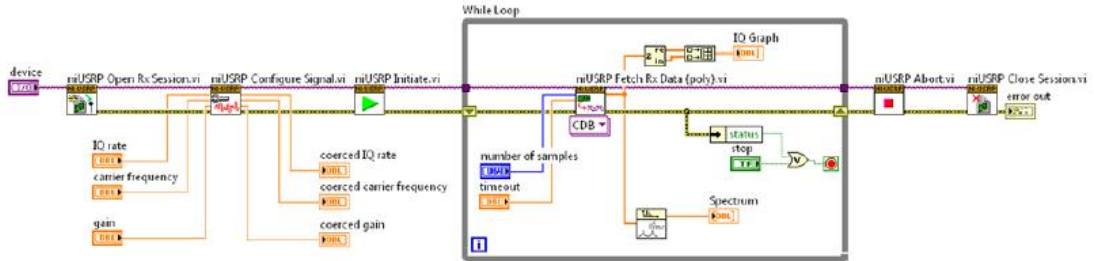 While Loop
IQ Graph
device
niUSRP Open Rx Session.vi
niUSRP Configure Signal.vi
niUSRP Initiate.vi
niUSRP Fetch Rx Data {poly}.vi
niUSRP Abort.vi
niUSRP Close Session.vi
error out
CDB
status
stop
IQ rate
coerced IQ rate
number of samples
carrier frequency
coerced carrier frequency
timeout
Spectrum
gain
coerced gain
i